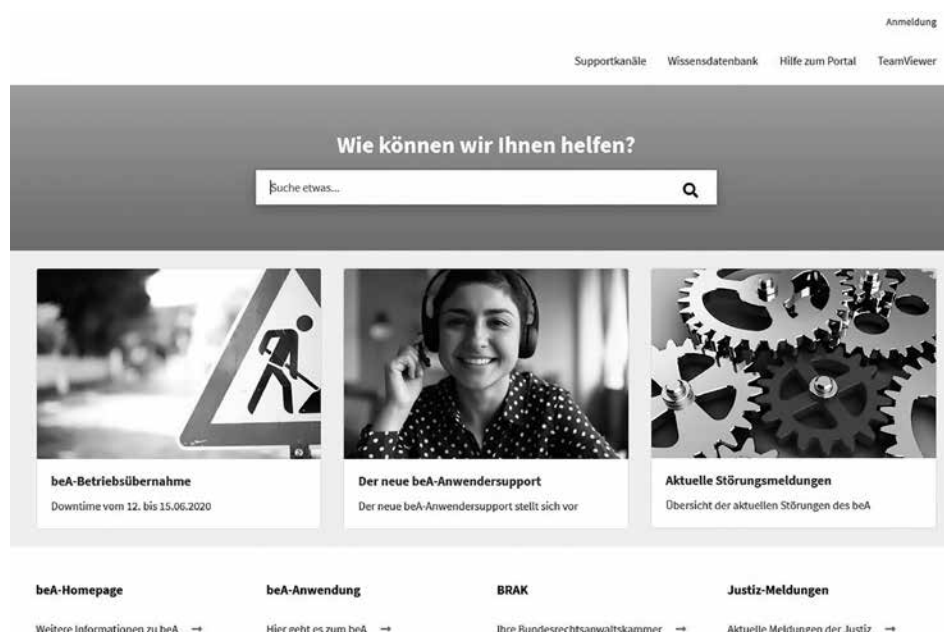 Anmeldung
Supportkanäle Wissensdatenbank Hilfe zum Portal TeamViewer
Wie können wir Ihnen helfen?
Suche etwas...
beA-Betriebsübernahme
Downtime vom 12. bis 15.06.2020
Der neue beA-Anwendersupport
Der neue beA-Anwendersupport stellt sich vor
Aktuelle Störungsmeldungen
Übersicht der aktuellen Störungen des beA
beA-Homepage
Weitere Informationen zu beA →
beA-Anwendung
Hier geht es zum beA →
BRAK
Ihre Bundesrechtsanwaltskammer →
Justiz-Meldungen
Aktuelle Meldungen der Justiz →